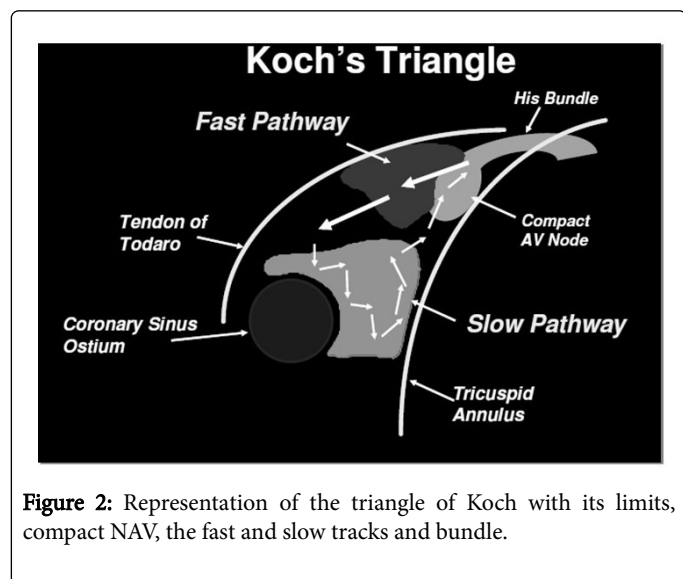 Koch's Triangle
His Bundle
Fast Pathway
Tendon of
Todaro
Compact
AV Node
Coronary Sinus
Ostium
Slow Pathway
Tricuspid
Annulus
Figure 2: Representation of the triangle of Koch with its limits,
compact NAV, the fast and slow tracks and bundle.